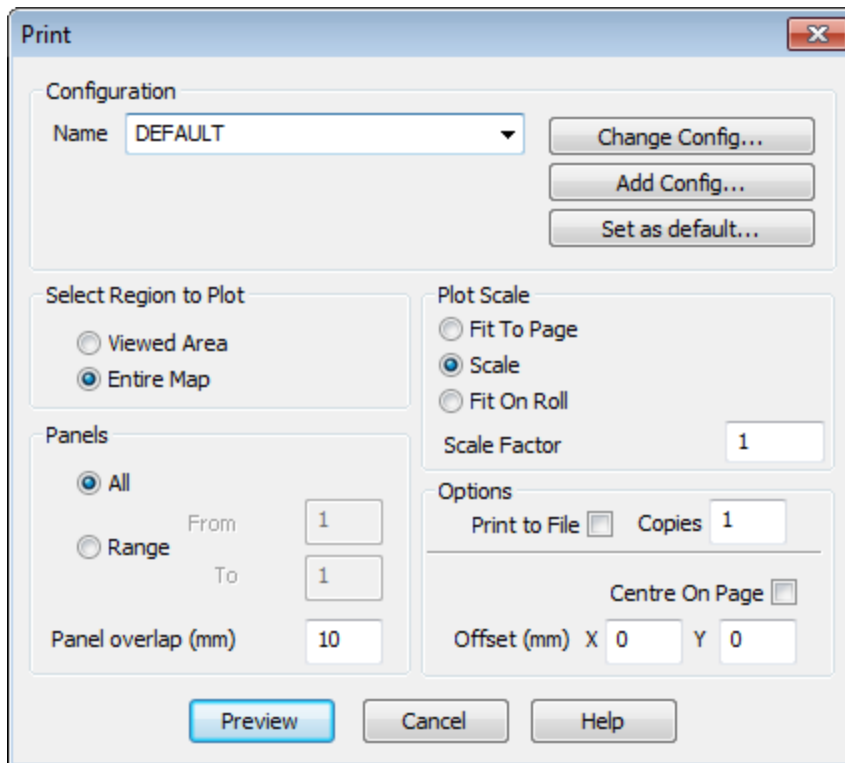 Print
Configuration
Name DEFAULT
Change Config...
Add Config...
Set as default...
Select Region to Plot
Viewed Area
Entire Map
Plot Scale
Fit To Page
Scale
Fit On Roll
Scale Factor 1
Panels
All
Range
From 1
To 1
Panel overlap (mm) 10
Options
Print to File Copies 1
Centre On Page
Offset (mm) X 0 Y 0
Preview Cancel Help